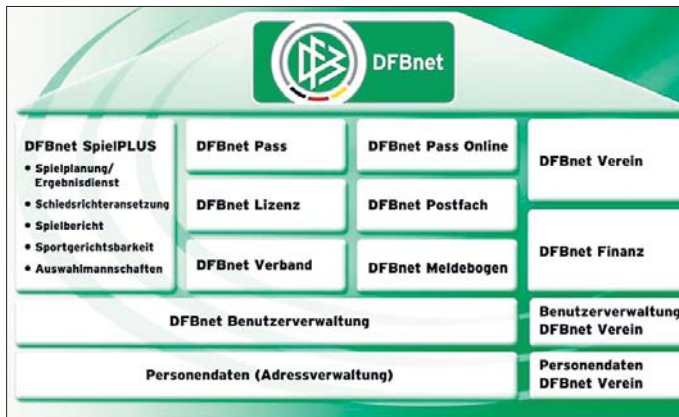 DFB
DFBnet
DFBnet SpielPLUS
• Spielplanung/
Ergebnisdienst
• Schiedsrichteransetzung
• Spielbericht
• Sportgerichtsbarkeit
• Auswahlmannschaften
DFBnet Pass
DFBnet Lizenz
DFBnet Verband
DFBnet Pass Online
DFBnet Postfach
DFBnet Meldebogen
DFBnet Verein
DFBnet Finanz
DFBnet Benutzerverwaltung
Benutzerverwaltung
DFBnet Verein
Personendaten (Adressverwaltung)
Personendaten
DFBnet Verein